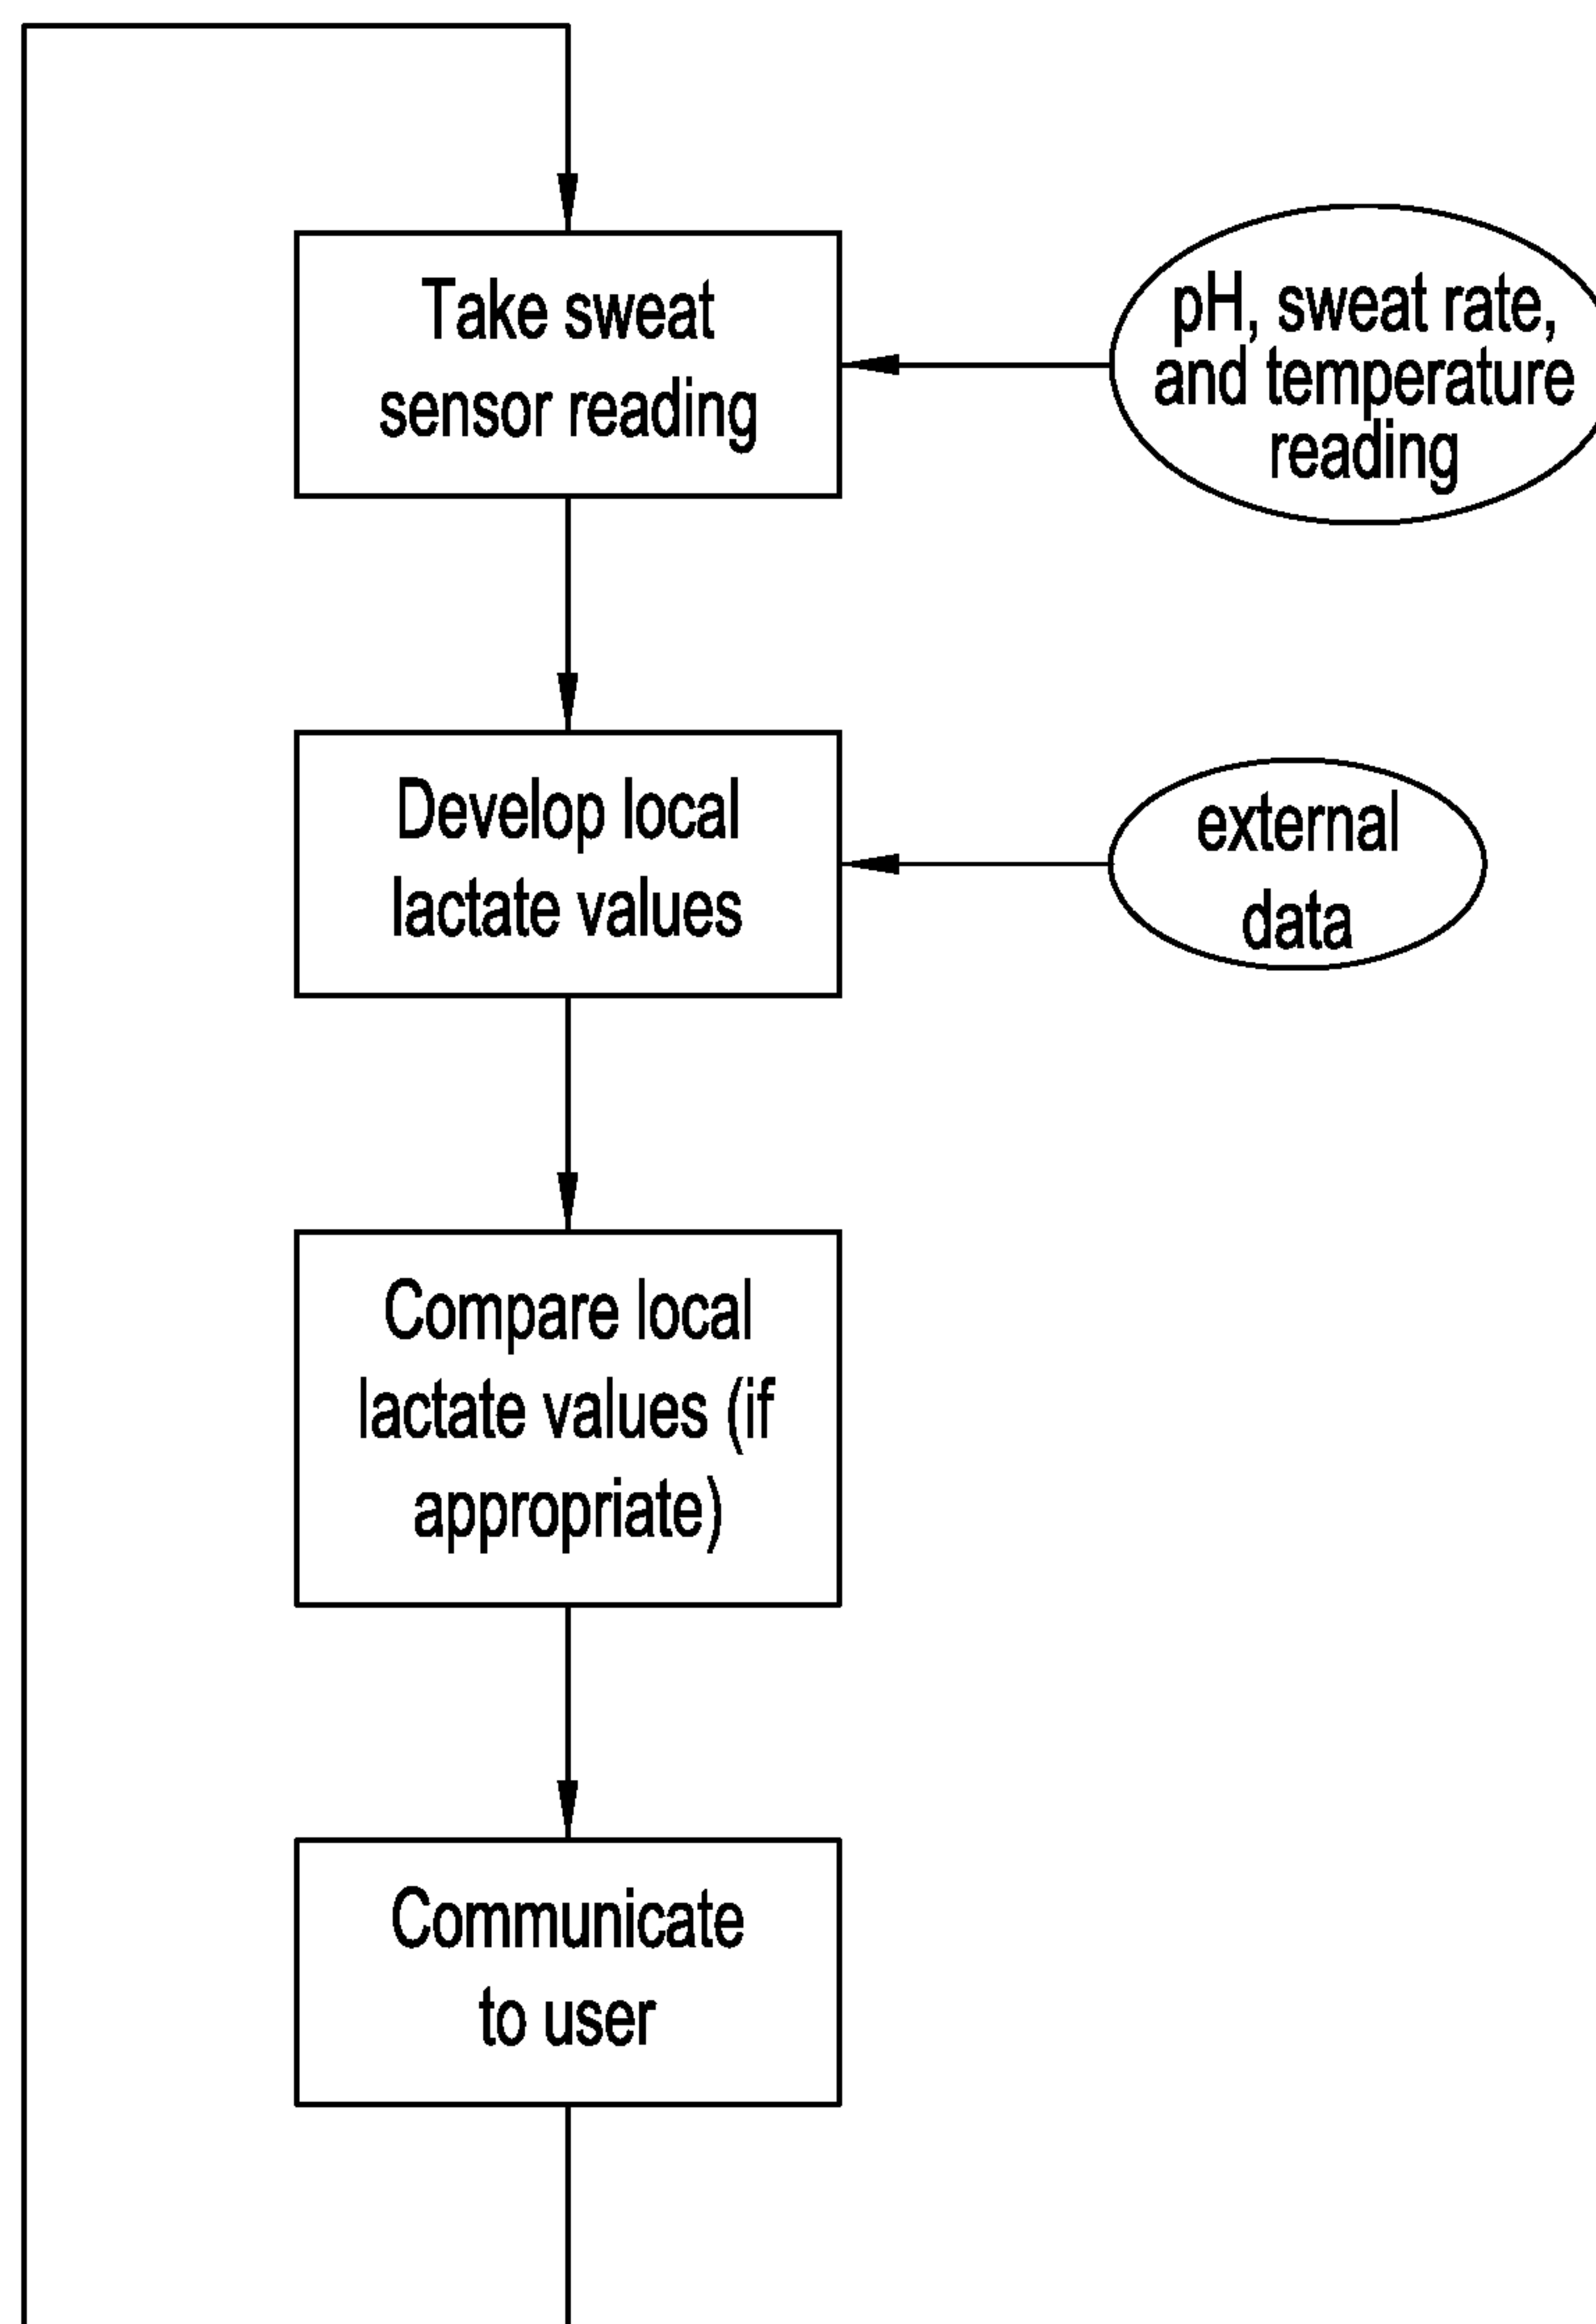 Take sweat
sensor reading
pH, sweat rate,
and temperature
reading
Develop local
lactate values
external
data
Compare local
lactate values (if
appropriate)
Communicate
to user